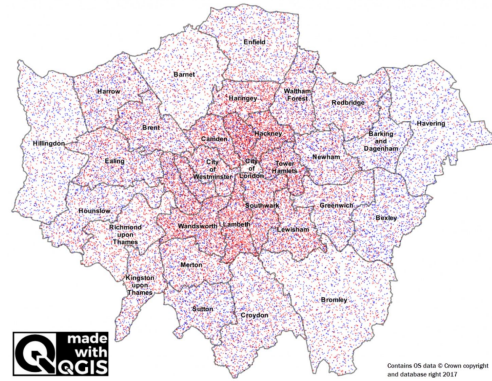 Enfield
Barnet
Harrow
Haringey
Waltham
Forest
Redbridge
Havering
Hillingdon
Brent
Camden
Hackney
Barking
and
Dagenham
Ealing
City
of
Westminster
City
of
London
Tower
Hamlets
Newham
Hounslow
Southwark
Greenwich
Bexley
Richmond
upon
Thames
Wandsworth
Lambeth
Lewisham
Merton
Kingston
upon
Thames
Sutton
Croydon
Bromley
made
with
QGIS
Contains OS data © Crown copyright
and database right 2017